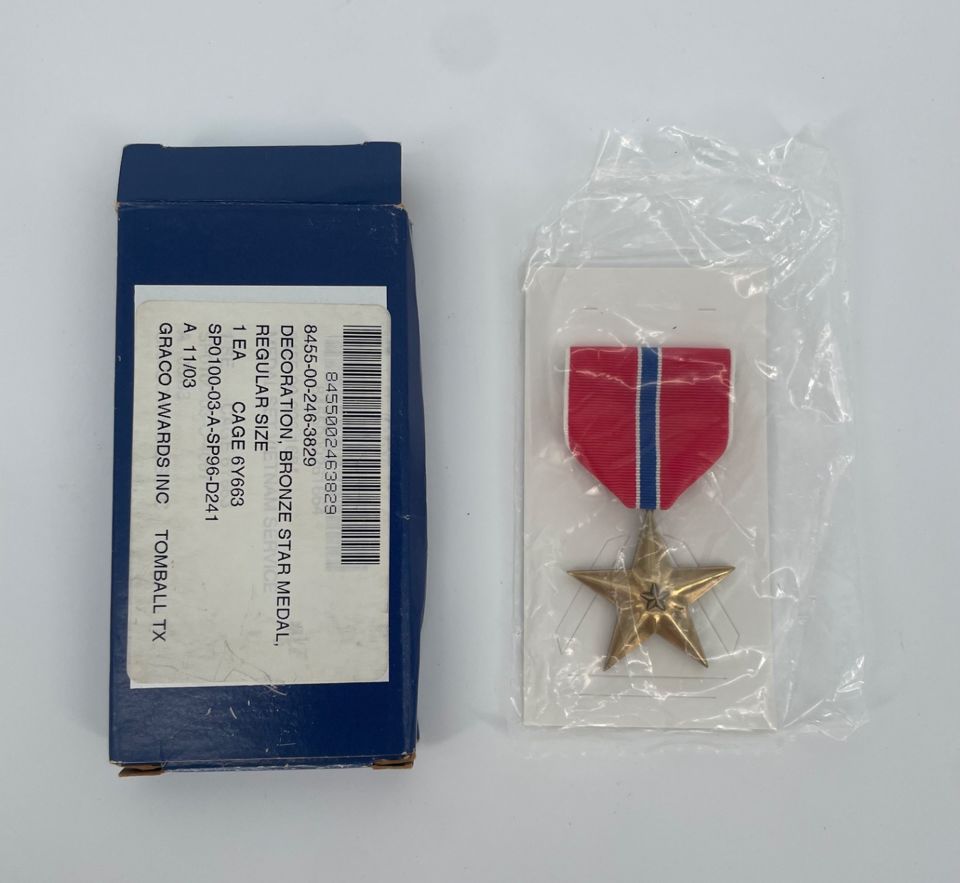 8455002463829
8455-00-246-3829
DECORATION, BRONZE STAR MEDAL,
REGULAR SIZE
1 EA CAGE 6Y663
SP0100-03-A-SP96-D241
A 11/03
GRACO AWARDS INC TOMBALL TX